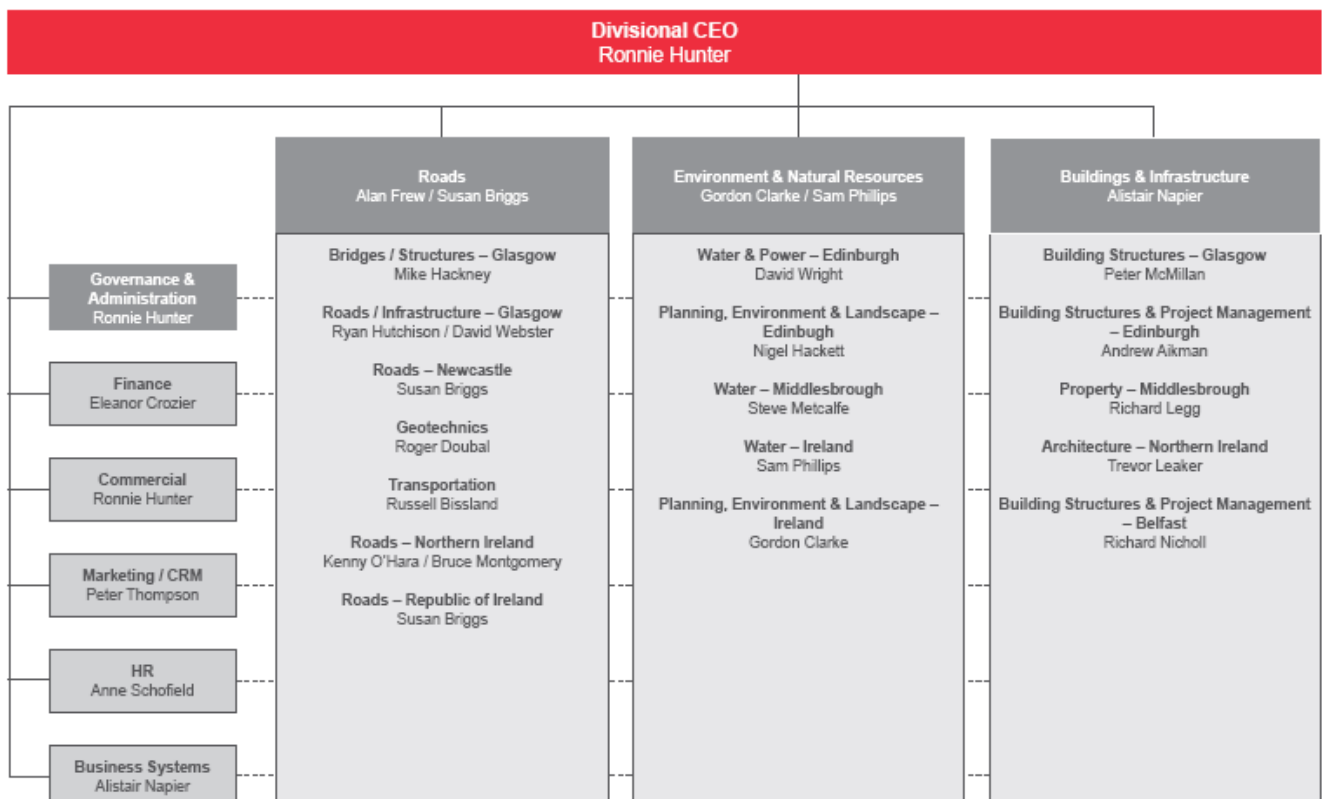 Divisional CEO
Ronnie Hunter
Roads
Alan Frew / Susan Briggs
Environment & Natural Resources
Gordon Clarke / Sam Phillips
Buildings & Infrastructure
Alistair Napier
Governance &
Administration
Ronnie Hunter
Finance
Eleanor Crozier
Commercial
Ronnie Hunter
Marketing / CRM
Peter Thompson
HR
Anne Schofield
Business Systems
Alistair Napier
Bridges / Structures – Glasgow
Mike Hackney
Roads / Infrastructure – Glasgow
Ryan Hutchison / David Webster
Roads – Newcastle
Susan Briggs
Geotechnics
Roger Doubal
Transportation
Russell Bissland
Roads – Northern Ireland
Kenny O'Hara / Bruce Montgomery
Roads – Republic of Ireland
Susan Briggs
Water & Power – Edinburgh
David Wright
Planning, Environment & Landscape –
Edinbugh
Nigel Hackett
Water – Middlesbrough
Steve Metcalfe
Water – Ireland
Sam Phillips
Planning, Environment & Landscape –
Ireland
Gordon Clarke
Building Structures – Glasgow
Peter McMillan
Building Structures & Project Management
– Edinburgh
Andrew Aikman
Property – Middlesbrough
Richard Legg
Architecture – Northern Ireland
Trevor Leaker
Building Structures & Project Management
– Belfast
Richard Nicholl